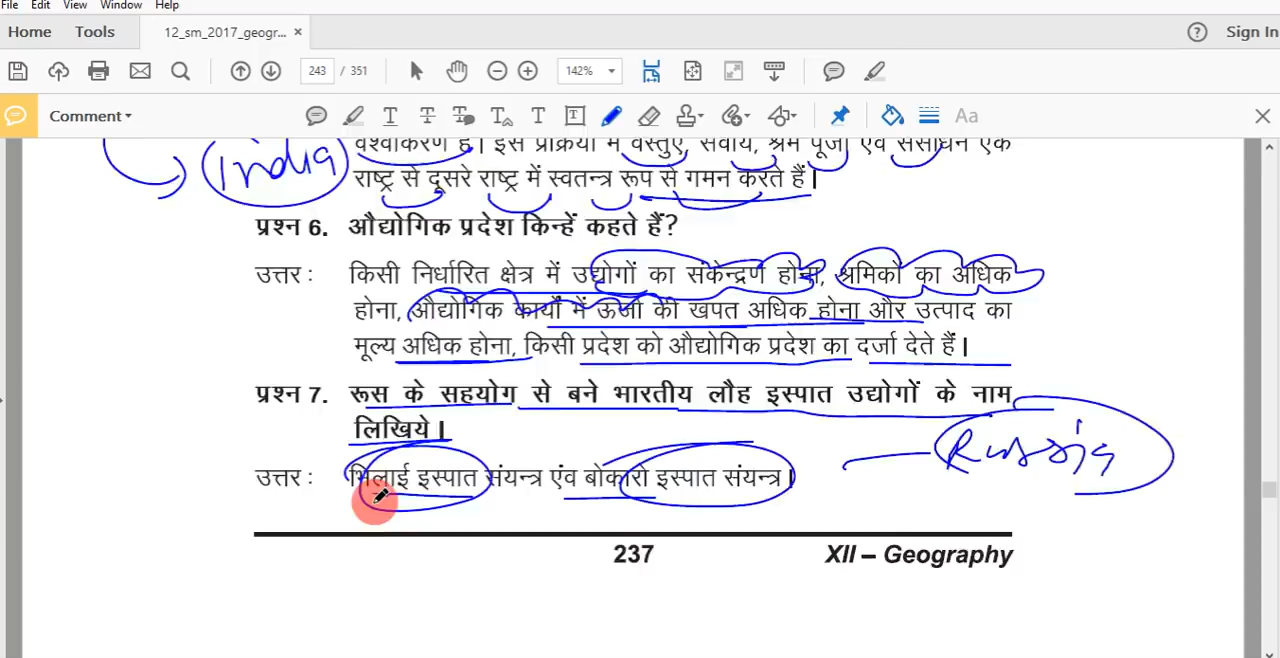 File Edit View Window Help
Home Tools 12_sm_2017_geogr... × Sign In
243 / 351 142%
Comment
India वैश्वीकरण है। इस प्रक्रिया में वस्तुएं, सेवायें, श्रम पूंजी एवं संसाधन एक
राष्ट्र से दूसरे राष्ट्र में स्वतन्त्र रूप से गमन करते हैं।
प्रश्न 6. औद्योगिक प्रदेश किन्हें कहते हैं?
उत्तर : किसी निर्धारित क्षेत्र में उद्योगों का संकेन्द्रण होना, श्रमिकों का अधिक
होना, औद्योगिक कार्यों में ऊर्जा की खपत अधिक होना और उत्पाद का
मूल्य अधिक होना, किसी प्रदेश को औद्योगिक प्रदेश का दर्जा देते हैं।
प्रश्न 7. रूस के सहयोग से बने भारतीय लौह इस्पात उद्योगों के नाम
लिखिये।
Russia
उत्तर : भिलाई इस्पात संयन्त्र एंव बोकारो इस्पात संयन्त्र।
237 XII – Geography